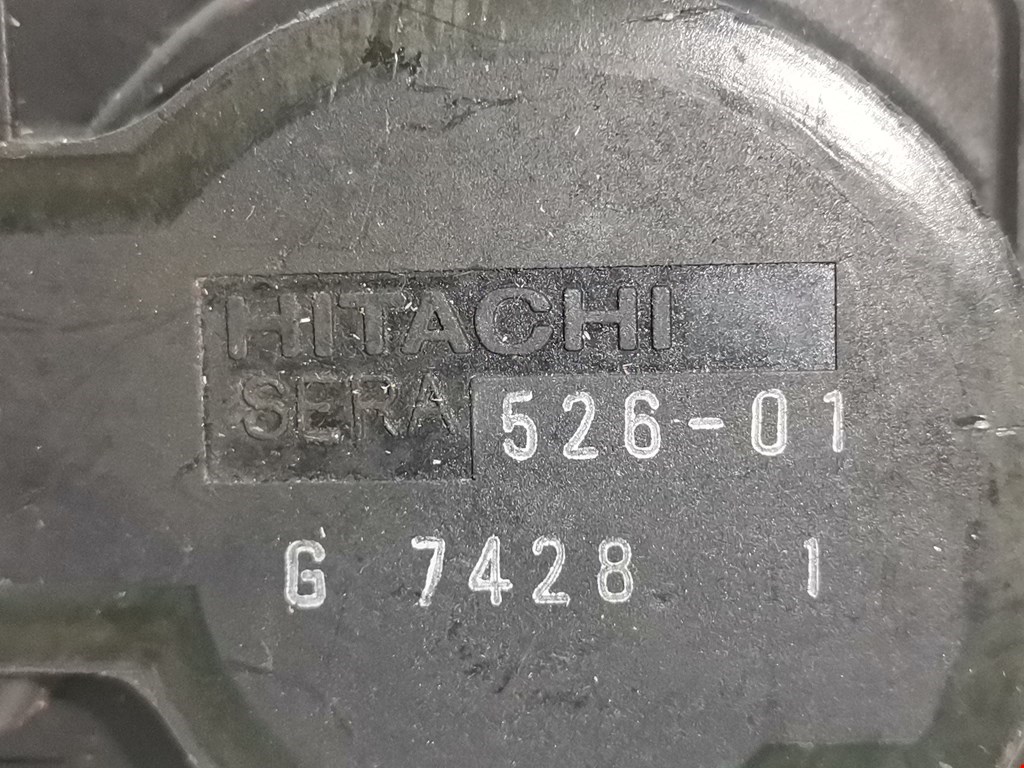 HITACHI
SERA 526-01
G 7428 1